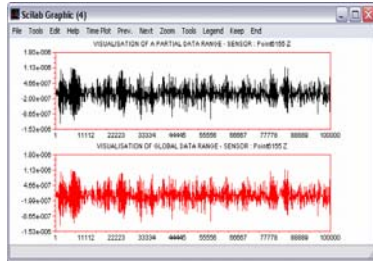 Scilab Graphic (4)
File Tools Edit Help Time Plot Prev. Next Zoom Tools Legend Keep End
VISUALISATION OF A PARTIAL DATA RANGE - SENSOR : Point6155 Z
1.80e-006
1.13e-006
4.66e-007
-2.00e-007
-8.65e-007
-1.53e-006
1 11112 22223 33334 44445 55556 66667 77778 88889 100000
VISUALISATION OF GLOBAL DATA RANGE - SENSOR : Point6155 Z
1.80e-006
1.13e-006
4.66e-007
-1.99e-007
-8.65e-007
-1.53e-006
1 11112 22223 33334 44445 55556 66667 77778 88889 100000